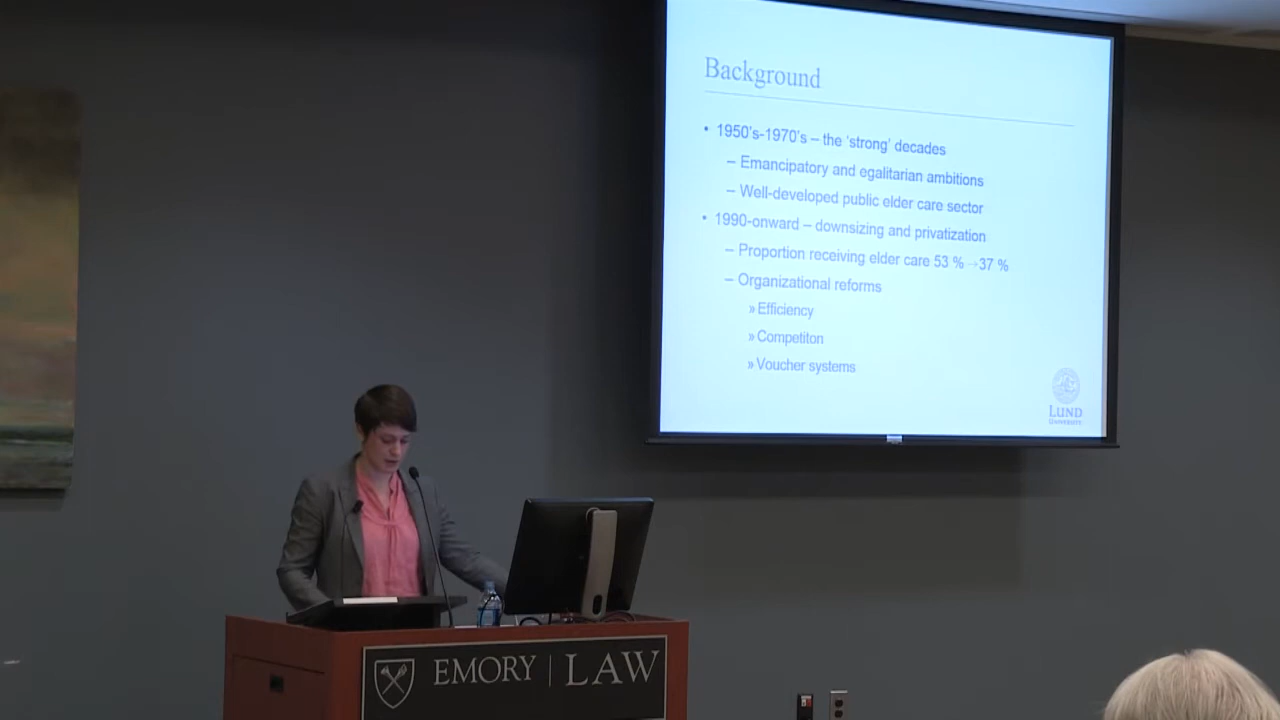 Background
• 1950's-1970's – the 'strong' decades
– Emancipatory and egalitarian ambitions
– Well-developed public elder care sector
• 1990-onward – downsizing and privatization
– Proportion receiving elder care 53 % →37 %
– Organizational reforms
» Efficiency
» Competiton
» Voucher systems
LUND
UNIVERSITY
EMORY | LAW